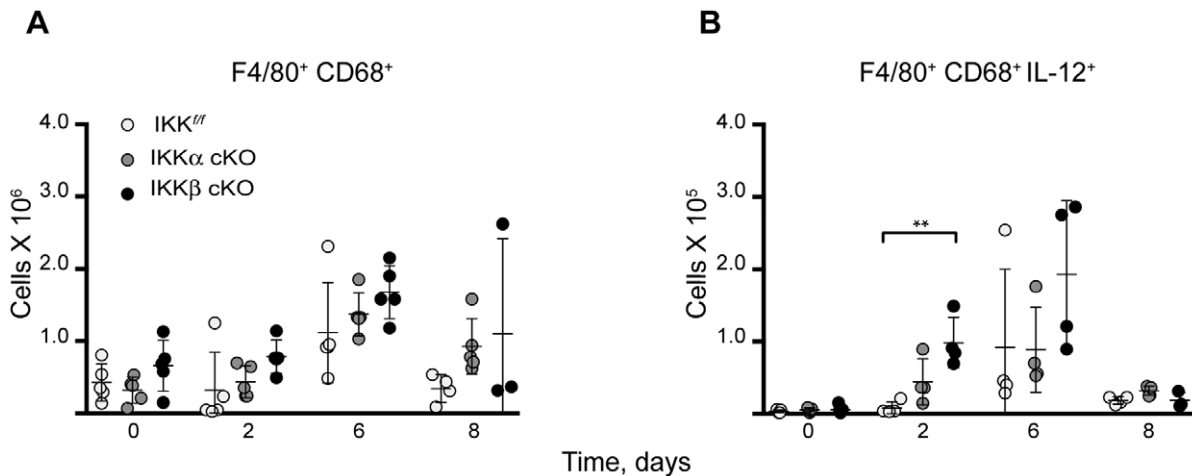 A
F4/80⁺ CD68⁺
4.0
3.0
2.0
1.0
Cells X 10⁶
IKKᶠ/ᶠ
IKKα cKO
IKKβ cKO
0 2 6 8
B
F4/80⁺ CD68⁺ IL-12⁺
4.0
3.0
2.0
1.0
Cells X 10⁵
**
0 2 6 8
Time, days